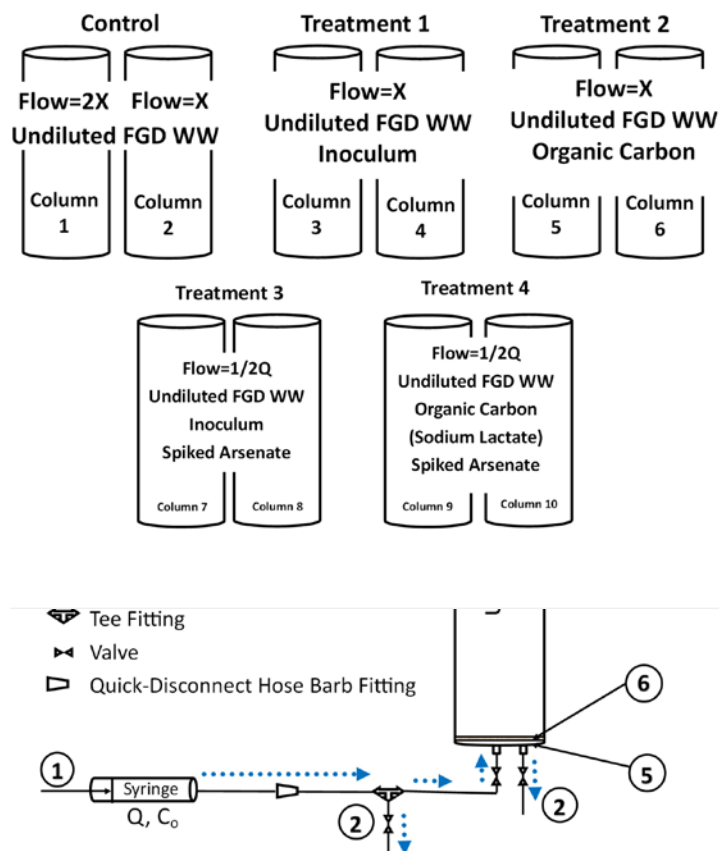 Control
Flow=2X
Flow=X
Undiluted FGD WW
Column
1
Column
2
Treatment 1
Flow=X
Undiluted FGD WW
Inoculum
Column
3
Column
4
Treatment 2
Flow=X
Undiluted FGD WW
Organic Carbon
Column
5
Column
6
Treatment 3
Flow=1/2Q
Undiluted FGD WW
Inoculum
Spiked Arsenate
Column 7
Column 8
Treatment 4
Flow=1/2Q
Undiluted FGD WW
Organic Carbon
(Sodium Lactate)
Spiked Arsenate
Column 9
Column 10
Tee Fitting
Valve
Quick-Disconnect Hose Barb Fitting
6
1
Syringe
Q, Co
2
5
2